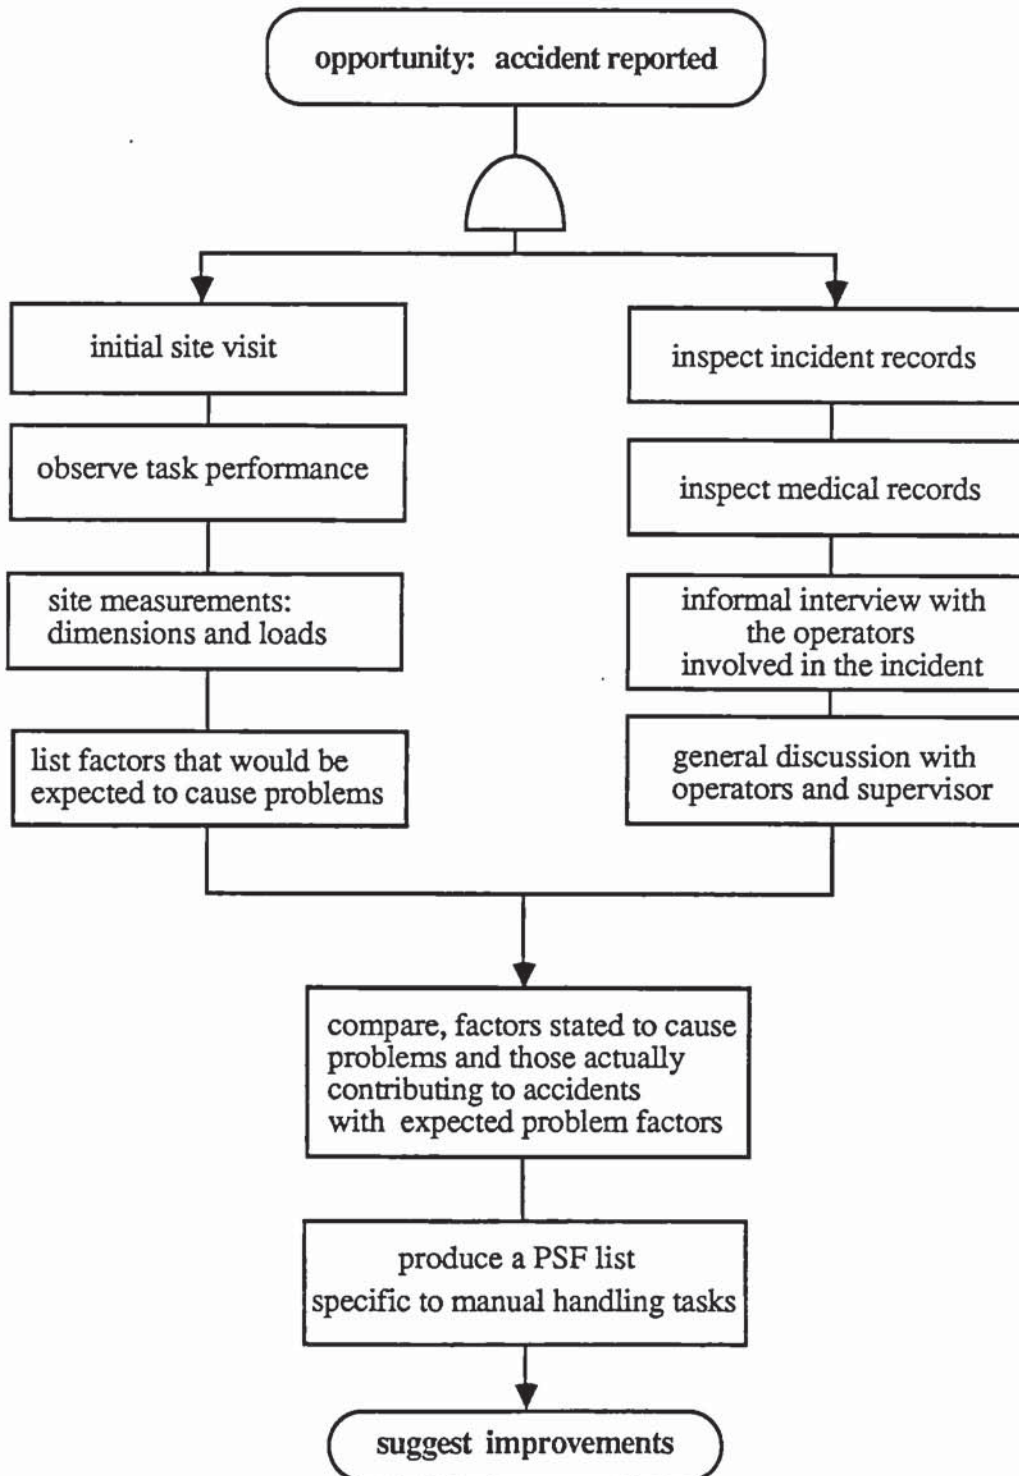 opportunity: accident reported
initial site visit
observe task performance
site measurements:
dimensions and loads
list factors that would be
expected to cause problems
inspect incident records
inspect medical records
informal interview with
the operators
involved in the incident
general discussion with
operators and supervisor
compare, factors stated to cause
problems and those actually
contributing to accidents
with expected problem factors
produce a PSF list
specific to manual handling tasks
suggest improvements